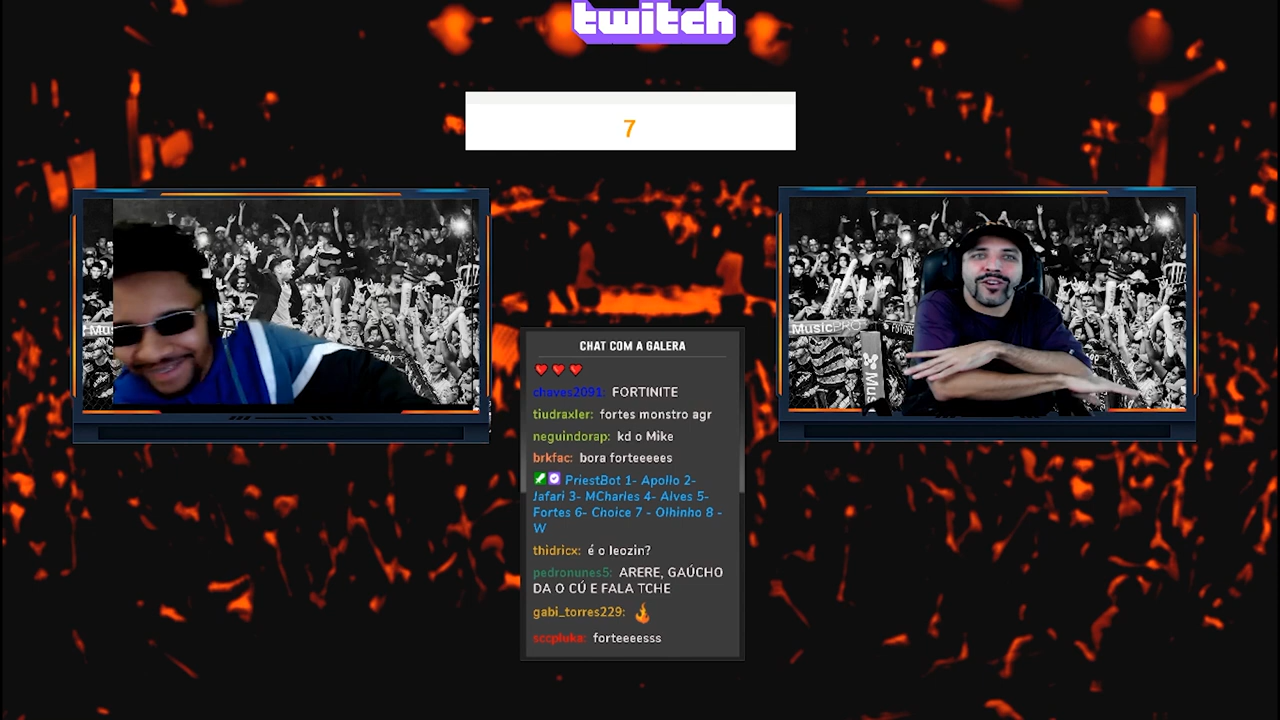 twitch
7
MusicPRO
CHAT COM A GALERA
chaves2091: FORTINITE
tiudraxler: fortes monstro agr
neguindorap: kd o Mike
brkfac: bora forteeeees
PriestBot 1- Apollo 2-
Jafari 3- MCharles 4- Alves 5-
Fortes 6- Choice 7 - Olhinho 8 -
W
thidricx: é o leozin?
pedronunes5: ARERE, GAÚCHO
DA O CÚ E FALA TCHE
gabi_torres229:
sccpluka: forteeeesss